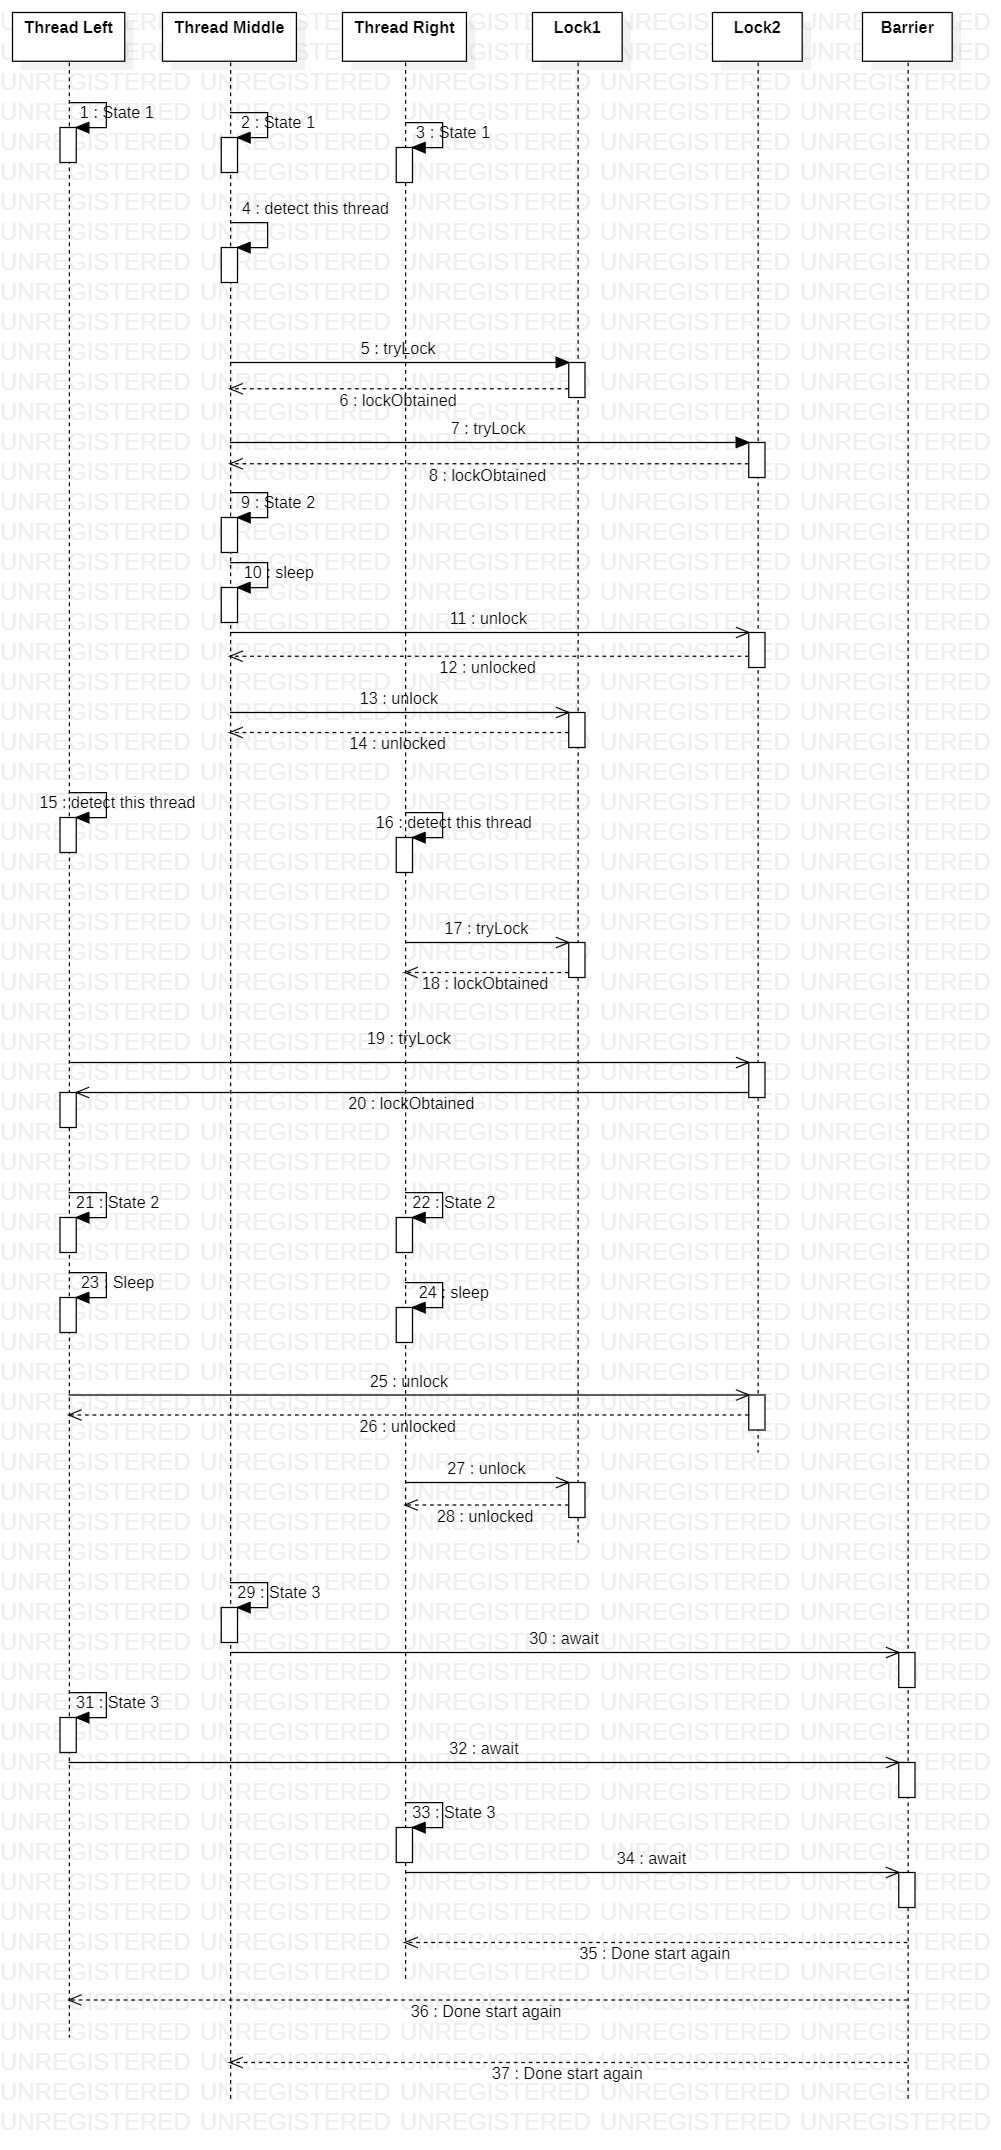 Thread Left
Thread Middle
Thread Right
Lock1
Lock2
Barrier
1 : State 1
2 : State 1
3 : State 1
4 : detect this thread
5 : tryLock
6 : lockObtained
7 : tryLock
8 : lockObtained
9 : State 2
10 : sleep
11 : unlock
12 : unlocked
13 : unlock
14 : unlocked
15 : detect this thread
16 : detect this thread
17 : tryLock
18 : lockObtained
19 : tryLock
20 : lockObtained
21 : State 2
22 : State 2
23 : Sleep
24 : sleep
25 : unlock
26 : unlocked
27 : unlock
28 : unlocked
29 : State 3
30 : await
31 : State 3
32 : await
33 : State 3
34 : await
35 : Done start again
36 : Done start again
37 : Done start again
UNREGISTERED UNREGISTERED UNREGISTERED UNREGISTERED UNREGISTERED